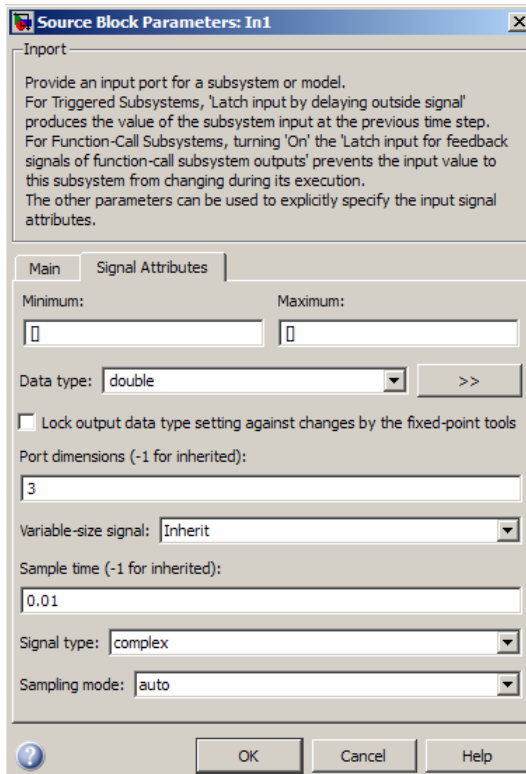 Source Block Parameters: In1
Inport
Provide an input port for a subsystem or model.
For Triggered Subsystems, 'Latch input by delaying outside signal'
produces the value of the subsystem input at the previous time step.
For Function-Call Subsystems, turning 'On' the 'Latch input for feedback
signals of function-call subsystem outputs' prevents the input value to
this subsystem from changing during its execution.
The other parameters can be used to explicitly specify the input signal
attributes.
Main Signal Attributes
Minimum: Maximum:
[] []
Data type: double >>
Lock output data type setting against changes by the fixed-point tools
Port dimensions (-1 for inherited):
3
Variable-size signal: Inherit
Sample time (-1 for inherited):
0.01
Signal type: complex
Sampling mode: auto
? OK Cancel Help